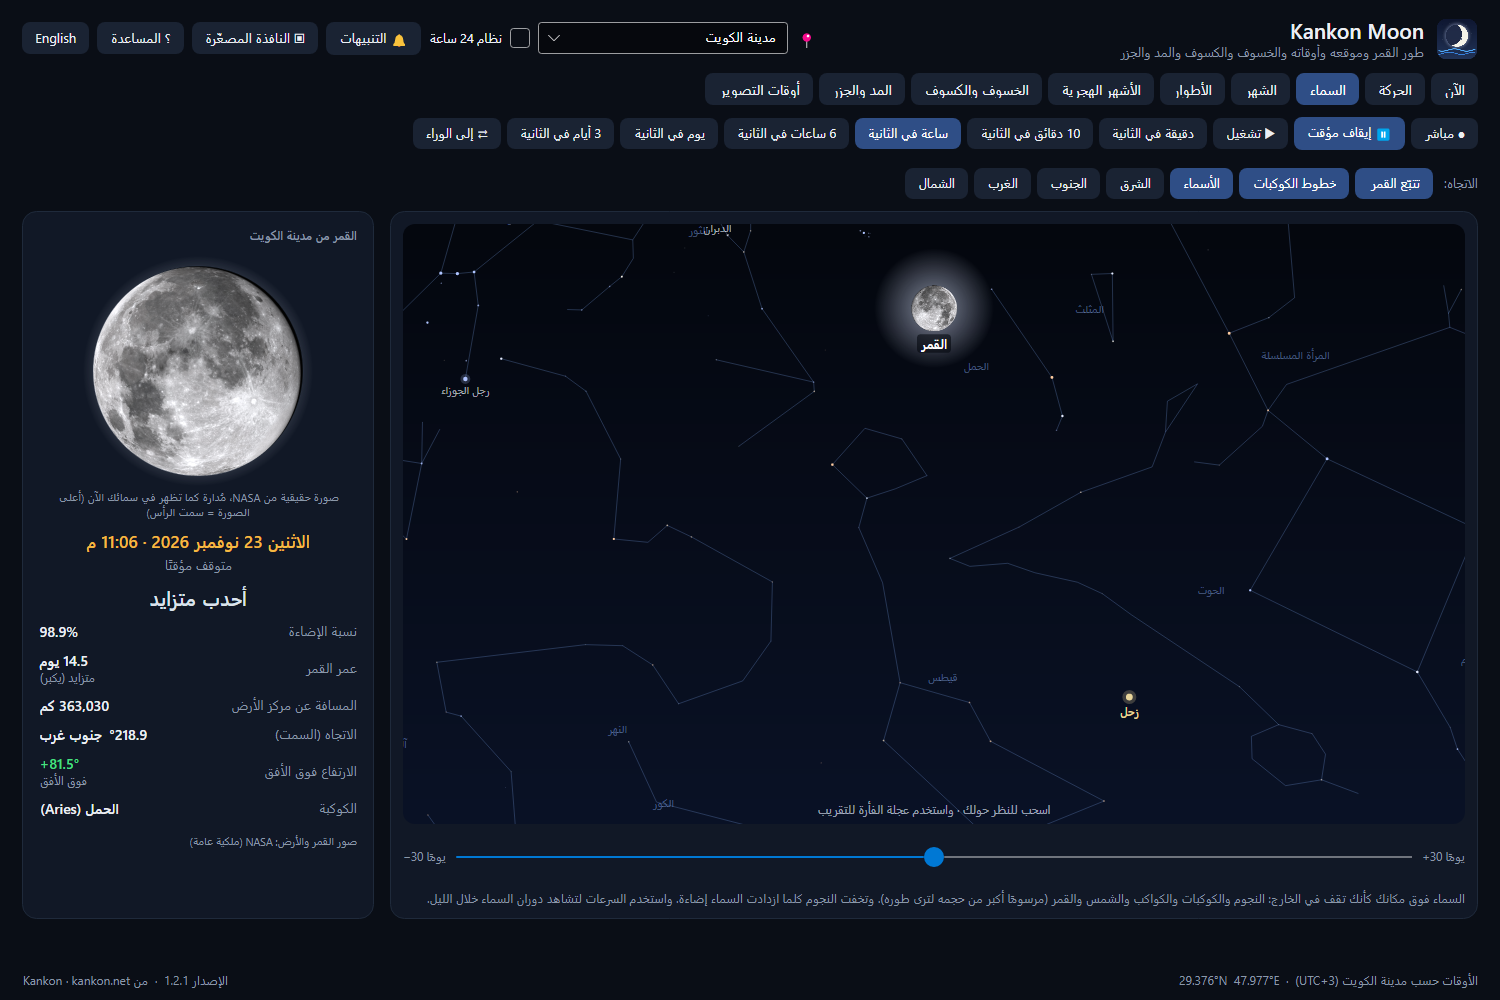 Kankon Moon
طور القمر وموقعه وأوقاته والخسوف والكسوف والمد والجزر
مدينة الكويت
نظام 24 ساعة
التنبيهات
النافذة المصغّرة
؟ المساعدة
English
الآن
الحركة
السماء
الشهر
الأطوار
الأشهر الهجرية
الخسوف والكسوف
المد والجزر
أوقات التصوير
● مباشر
إيقاف مؤقت
▶ تشغيل
دقيقة في الثانية
10 دقائق في الثانية
ساعة في الثانية
6 ساعات في الثانية
يوم في الثانية
3 أيام في الثانية
⇄ إلى الوراء
الاتجاه:
تتبّع القمر
خطوط الكوكبات
الأسماء
الشرق
الجنوب
الغرب
الشمال
الدبران
الثور
القمر
الحمل
المثلث
المرأة المسلسلة
رجل الجوزاء
الحوت
قيطس
زحل
النهر
الكور
اسحب للنظر حولك · واستخدم عجلة الفأرة للتقريب
+30 يومًا
−30 يومًا
السماء فوق مكانك كأنك تقف في الخارج: النجوم والكوكبات والكواكب والشمس والقمر (مرسومًا أكبر من حجمه لترى طوره). وتخفت النجوم كلما ازدادت السماء إضاءة. واستخدم السرعات لتشاهد دوران السماء خلال الليل.
القمر من مدينة الكويت
صورة حقيقية من NASA، مُدارة كما تظهر في سمائك الآن (أعلى
الصورة = سمت الرأس)
الاثنين 23 نوفمبر 2026 · 11:06 م
متوقف مؤقتًا
أحدب متزايد
نسبة الإضاءة
98.9%
عمر القمر
14.5 يوم
متزايد (يكبر)
المسافة عن مركز الأرض
363,030 كم
الاتجاه (السمت)
218.9° جنوب غرب
الارتفاع فوق الأفق
+81.5°
فوق الأفق
الكوكبة
الحمل (Aries)
صور القمر والأرض: NASA (ملكية عامة)
الأوقات حسب مدينة الكويت (UTC+3) · 29.376°N 47.977°E
الإصدار 1.2.1 · من Kankon · kankon.net